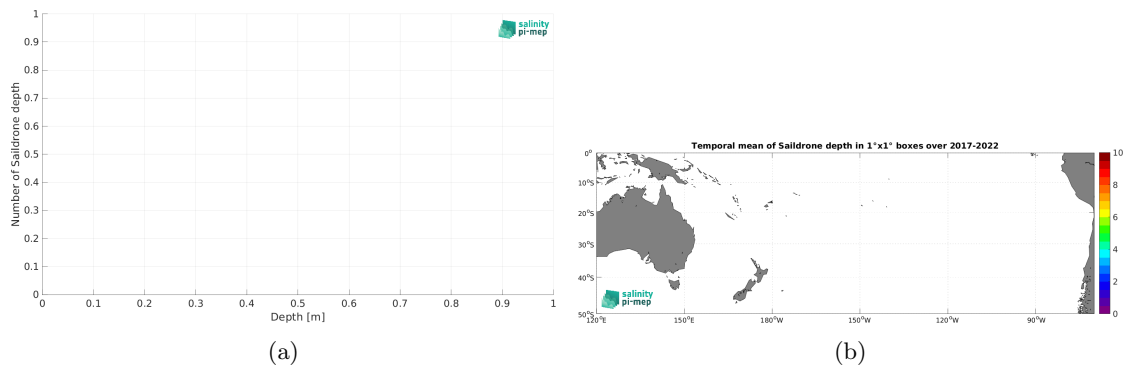 1
0.9
0.8
0.7
0.6
0.5
0.4
0.3
0.2
0.1
0
Number of Saildrone depth
0 0.1 0.2 0.3 0.4 0.5 0.6 0.7 0.8 0.9 1
Depth [m]
salinity
pi-mep
(a)
Temporal mean of Saildrone depth in 1°x1° boxes over 2017-2022
0°
10°S
20°S
30°S
40°S
50°S
120°E 150°E 180°W 150°W 120°W 90°W
salinity
pi-mep
10
8
6
4
2
0
(b)